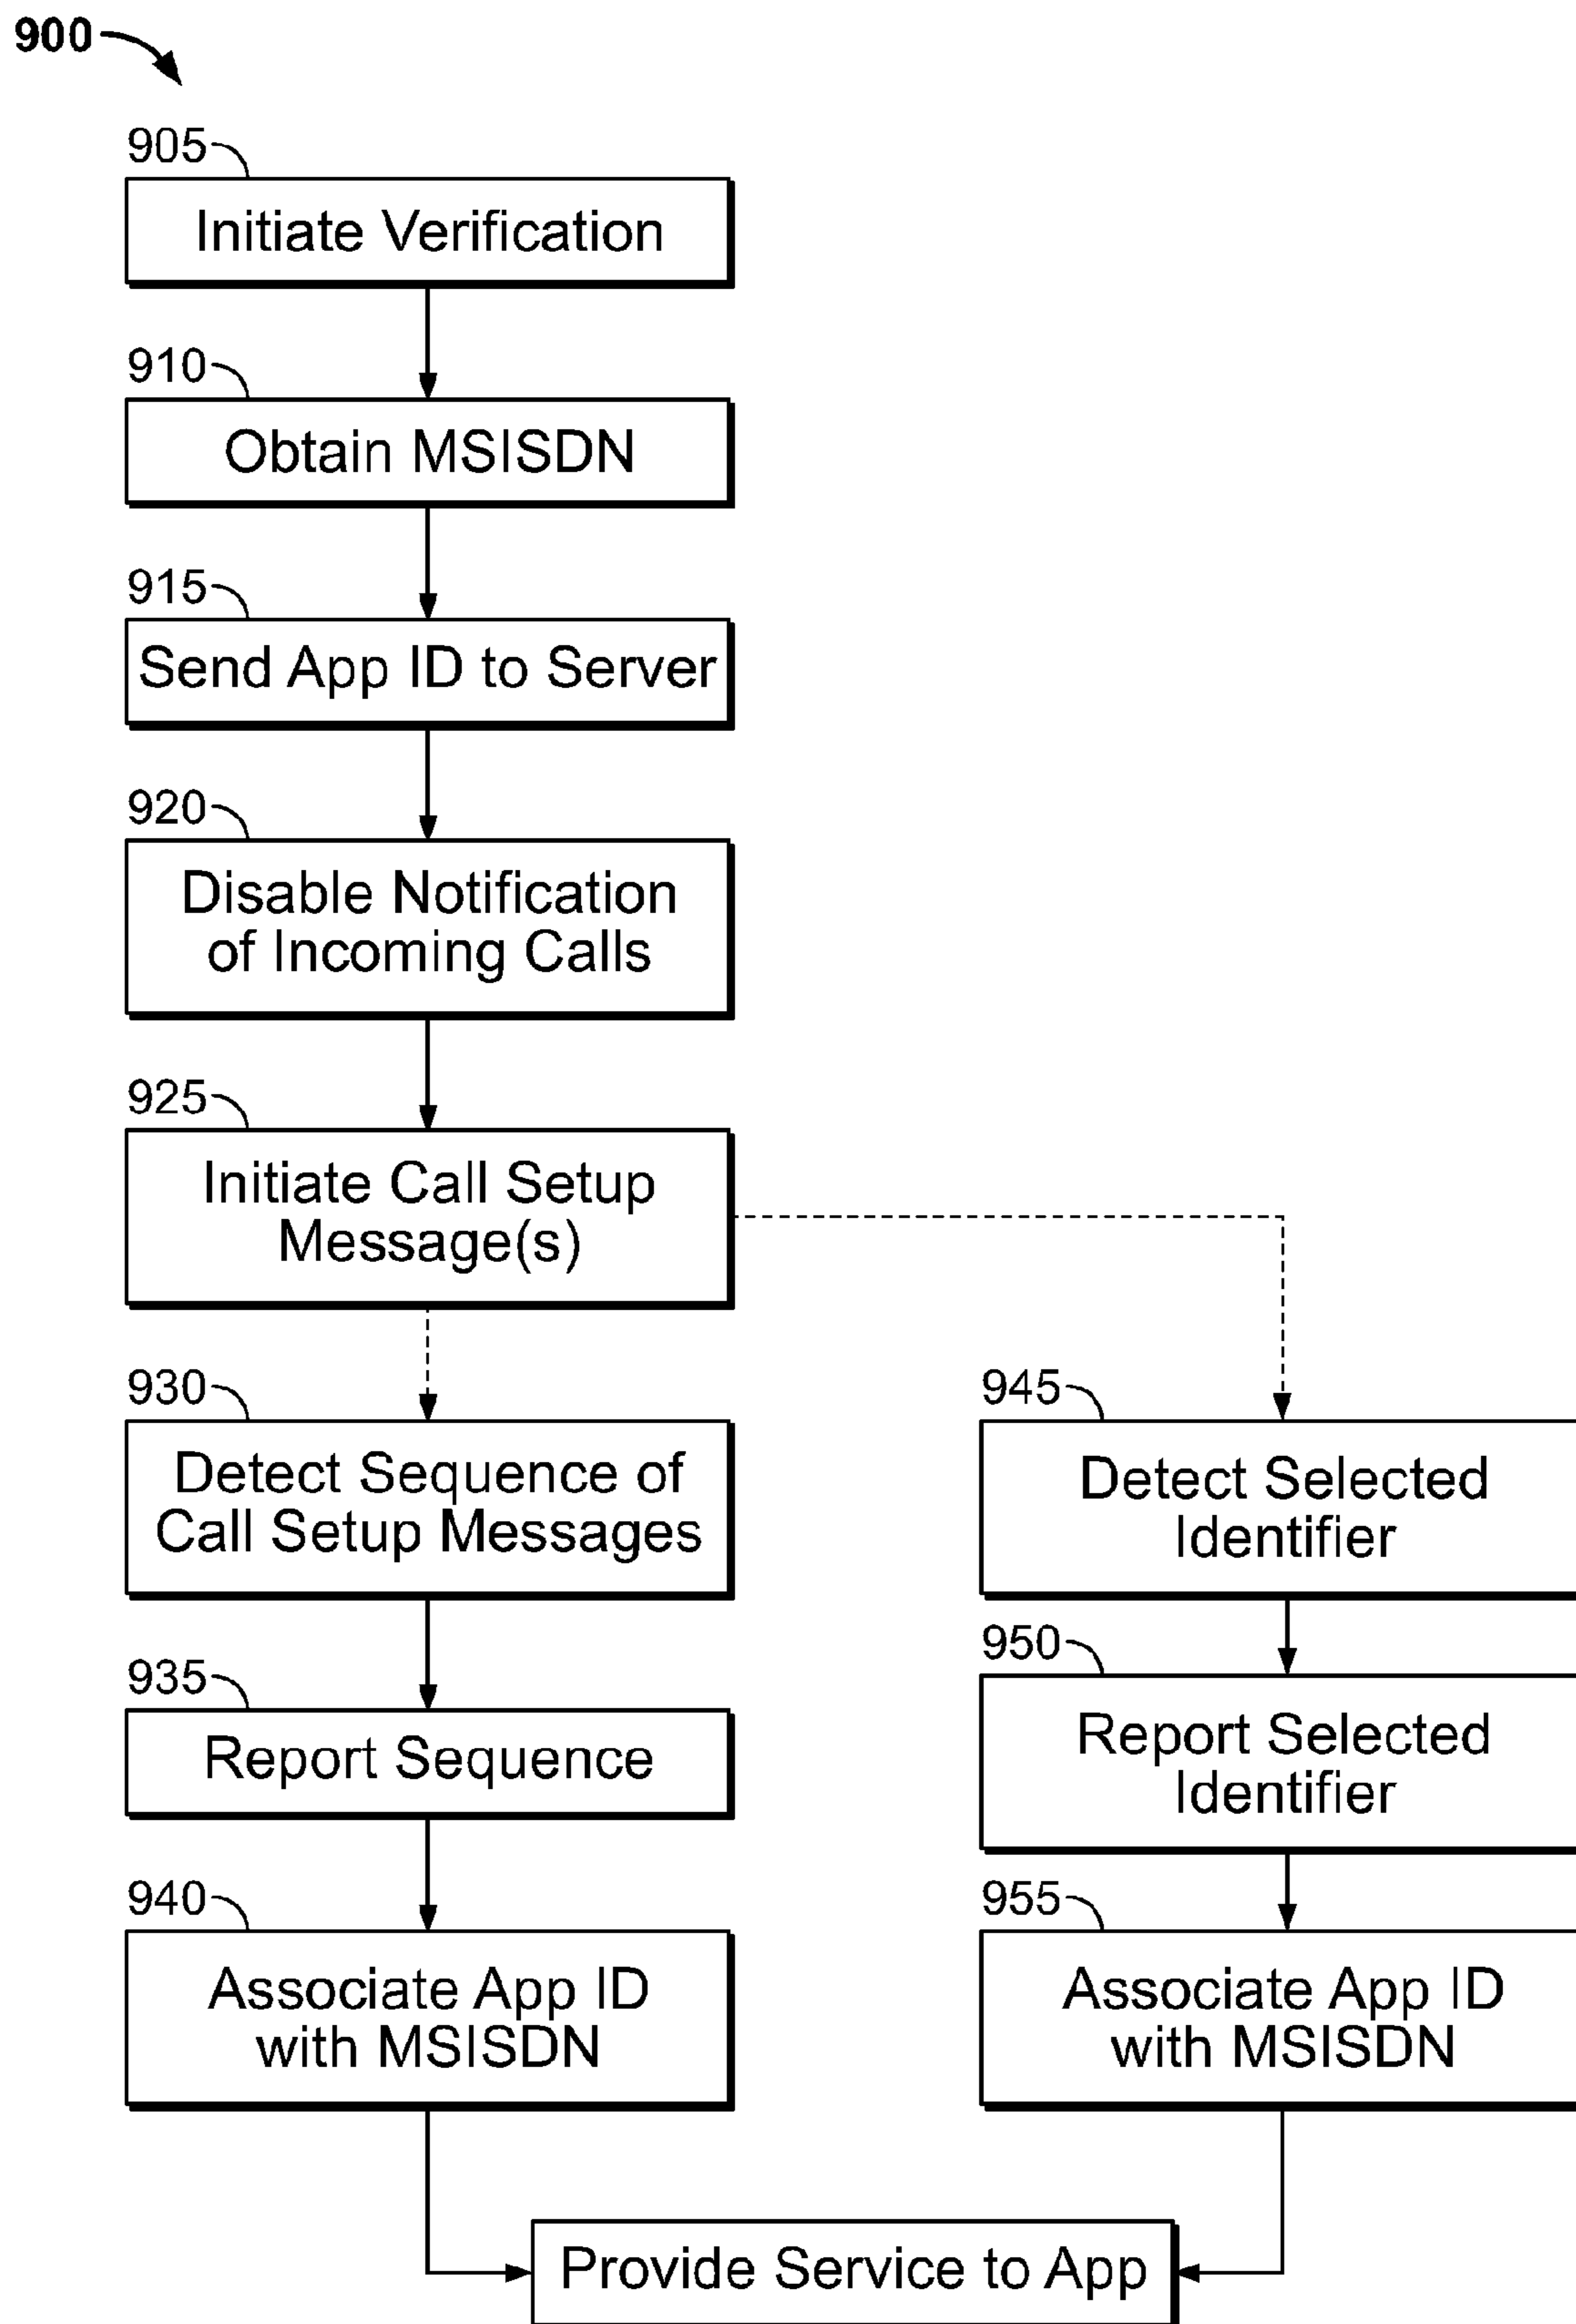 900
905
Initiate Verification
910
Obtain MSISDN
915
Send App ID to Server
920
Disable Notification
of Incoming Calls
925
Initiate Call Setup
Message(s)
930
Detect Sequence of
Call Setup Messages
935
Report Sequence
940
Associate App ID
with MSISDN
945
Detect Selected
Identifier
950
Report Selected
Identifier
955
Associate App ID
with MSISDN
Provide Service to App